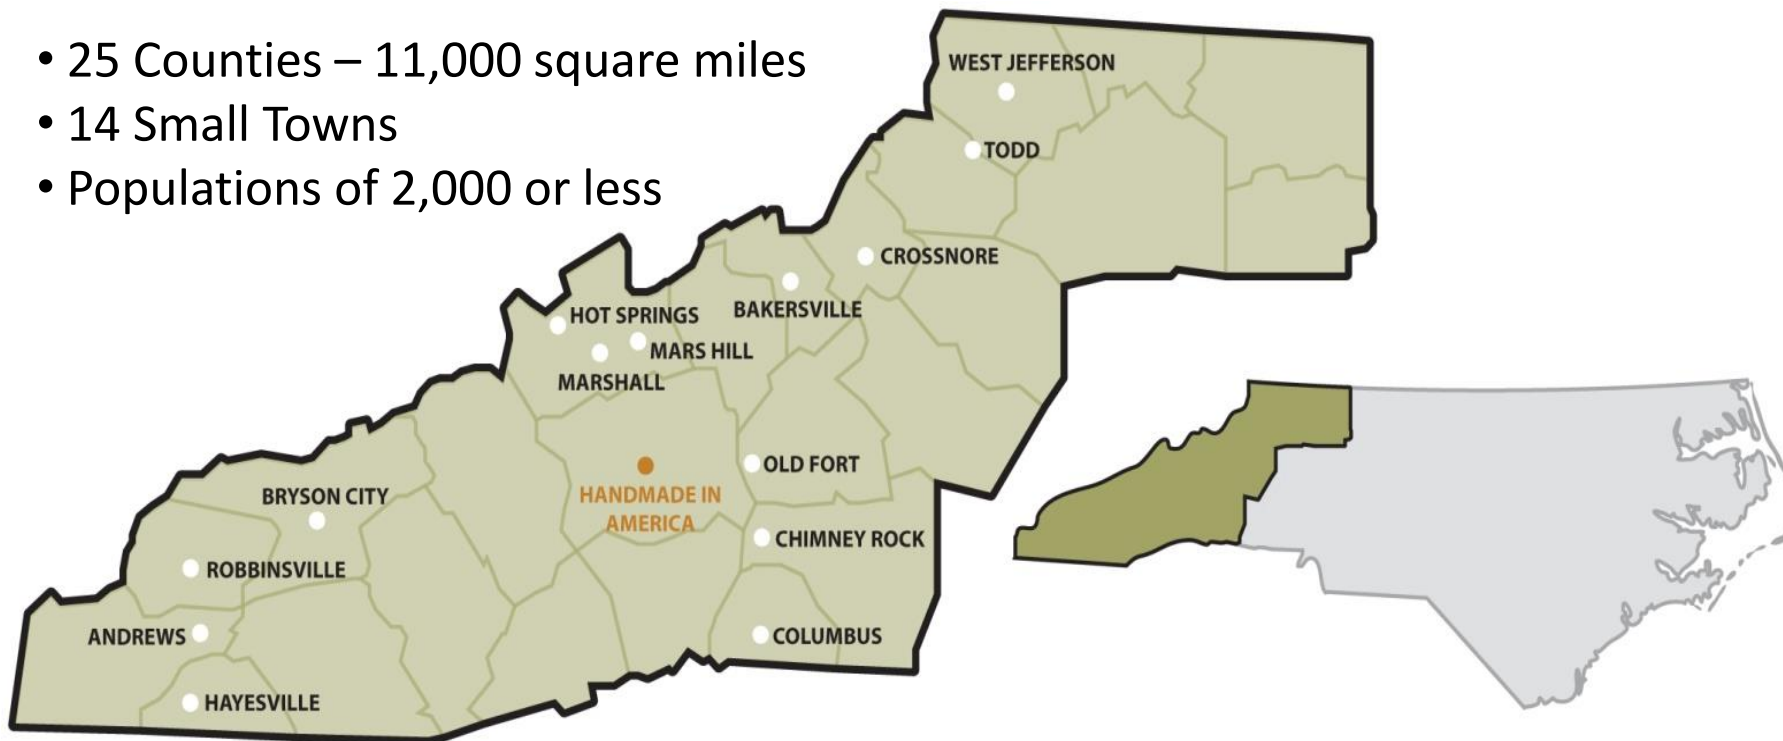 • 25 Counties – 11,000 square miles
• 14 Small Towns
• Populations of 2,000 or less
WEST JEFFERSON
TODD
CROSSNORE
BAKERSVILLE
HOT SPRINGS
MARS HILL
MARSHALL
OLD FORT
HANDMADE IN
AMERICA
BRYSON CITY
CHIMNEY ROCK
ROBBINSVILLE
ANDREWS
COLUMBUS
HAYESVILLE